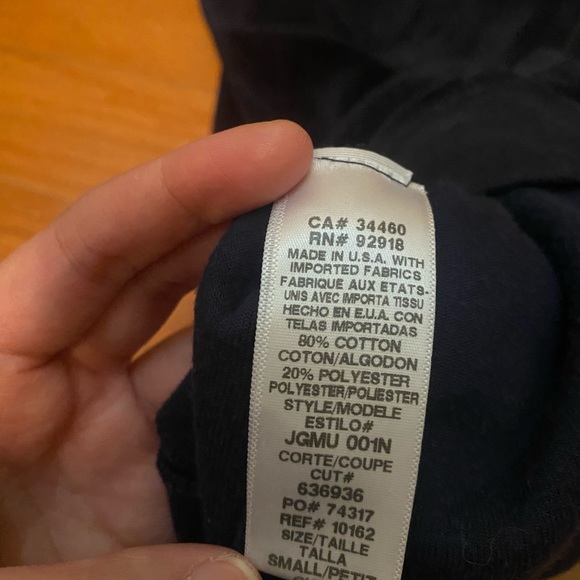 CA# 34460
RN# 92918
MADE IN U.S.A. WITH
IMPORTED FABRICS
FABRIQUE AUX ETATS-
UNIS AVEC IMPORTA TISSU
HECHO EN E.U.A. CON
TELAS IMPORTADAS
80% COTTON
COTON/ALGODON
20% POLYESTER
POLYESTER/POLIESTER
STYLE/MODELE
ESTILO#
JGMU 001N
CORTE/COUPE
CUT#
636936
PO# 74317
REF# 10162
SIZE/TAILLE
TALLA
SMALL/PETIT